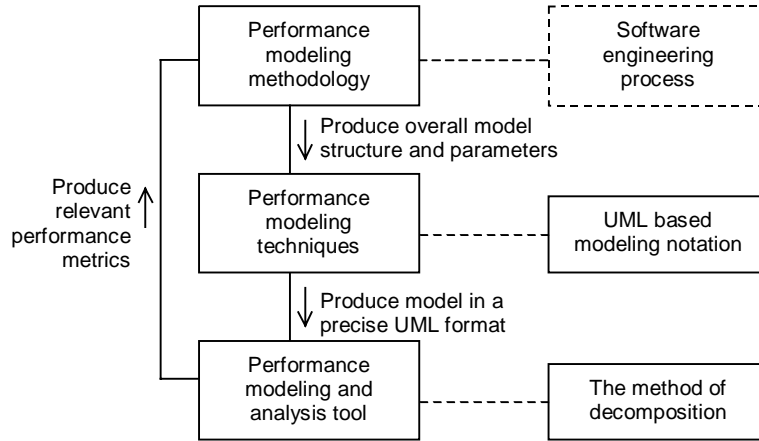 Performance
modeling
methodology
Software
engineering
process
Produce overall model
structure and parameters
Produce
relevant
performance
metrics
Performance
modeling
techniques
UML based
modeling notation
Produce model in a
precise UML format
Performance
modeling and
analysis tool
The method of
decomposition